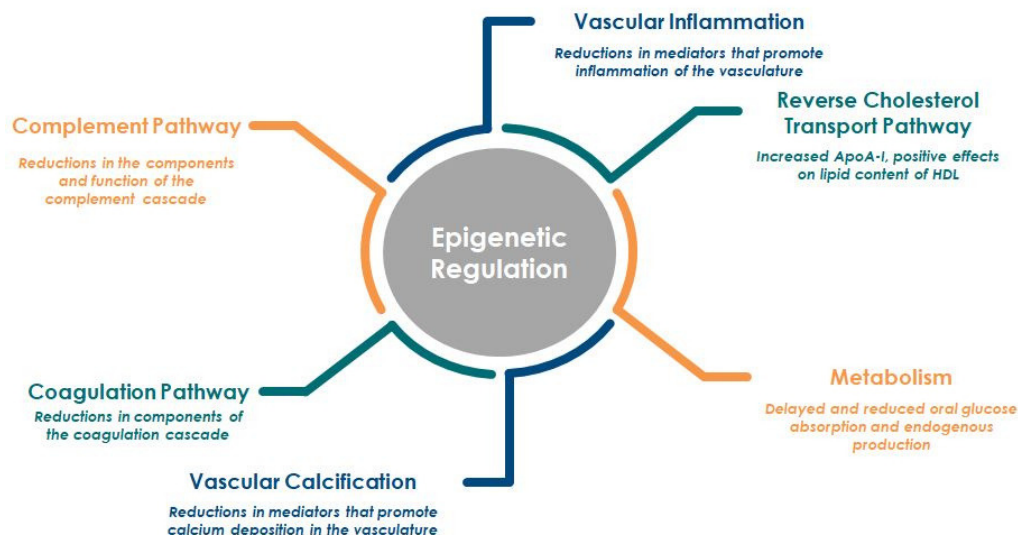 Vascular Inflammation
Reductions in mediators that promote
inflammation of the vasculature
Reverse Cholesterol
Transport Pathway
Increased ApoA-I, positive effects
on lipid content of HDL
Complement Pathway
Reductions in the components
and function of the
complement cascade
Epigenetic
Regulation
Coagulation Pathway
Reductions in components of
the coagulation cascade
Metabolism
Delayed and reduced oral glucose
absorption and endogenous
production
Vascular Calcification
Reductions in mediators that promote
calcium deposition in the vasculature